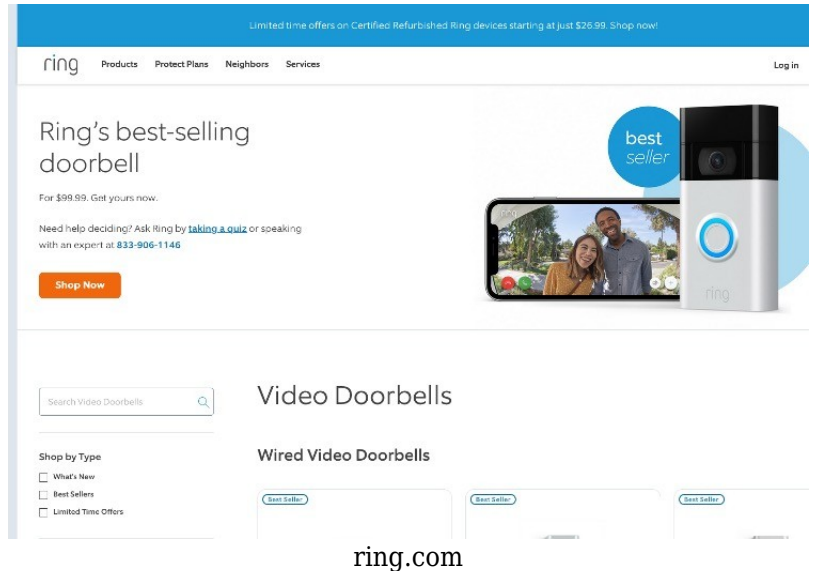 Limited time offers on Certified Refurbished Ring devices starting at just $26.99. Shop now!
ring Products Protect Plans Neighbors Services Log in
Ring's best-selling
doorbell
For $99.99. Get yours now.
Need help deciding? Ask Ring by taking a quiz or speaking
with an expert at 833-906-1146
Shop Now
best
seller
ring
ring
Search Video Doorbells
Shop by Type
What's New
Best Sellers
Limited Time Offers
Video Doorbells
Wired Video Doorbells
Best Seller
Best Seller
Best Seller
ring.com